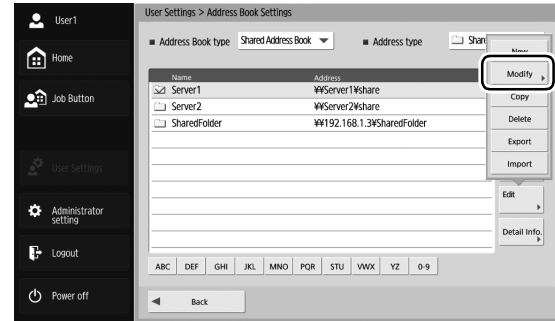 User1
Home
Job Button
User Settings
Administrator
setting
Logout
Power off
User Settings > Address Book Settings
Address Book type
Shared Address Book
Address type
Share
Name Address
Server1 ¥¥Server1¥share
Server2 ¥¥Server2¥share
SharedFolder ¥¥192.168.1.3¥SharedFolder
New
Modify
Copy
Delete
Export
Import
Edit
Detail Info.
ABC DEF GHI JKL MNO PQR STU VWX YZ 0-9
Back